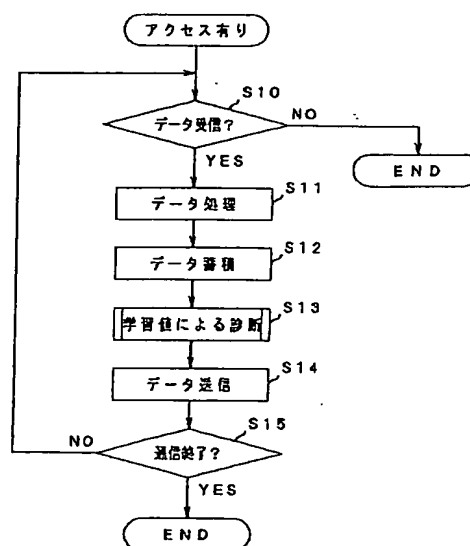 アクセス有り
S10
データ受信?
NO
YES
END
S11
データ処理
S12
データ蓄積
S13
学習値による診断
S14
データ送信
S15
NO
通信終了?
YES
END